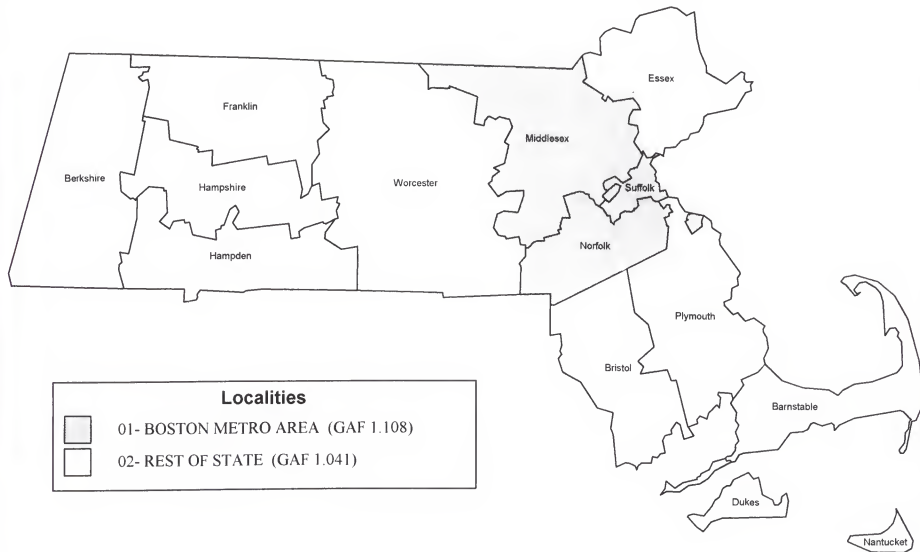 Essex
Franklin
Middlesex
Berkshire
Hampshire
Worcester
Suffolk
Norfolk
Hampden
Plymouth
Bristol
Barnstable
Localities
01- BOSTON METRO AREA (GAF 1.108)
02- REST OF STATE (GAF 1.041)
Dukes
Nantucket